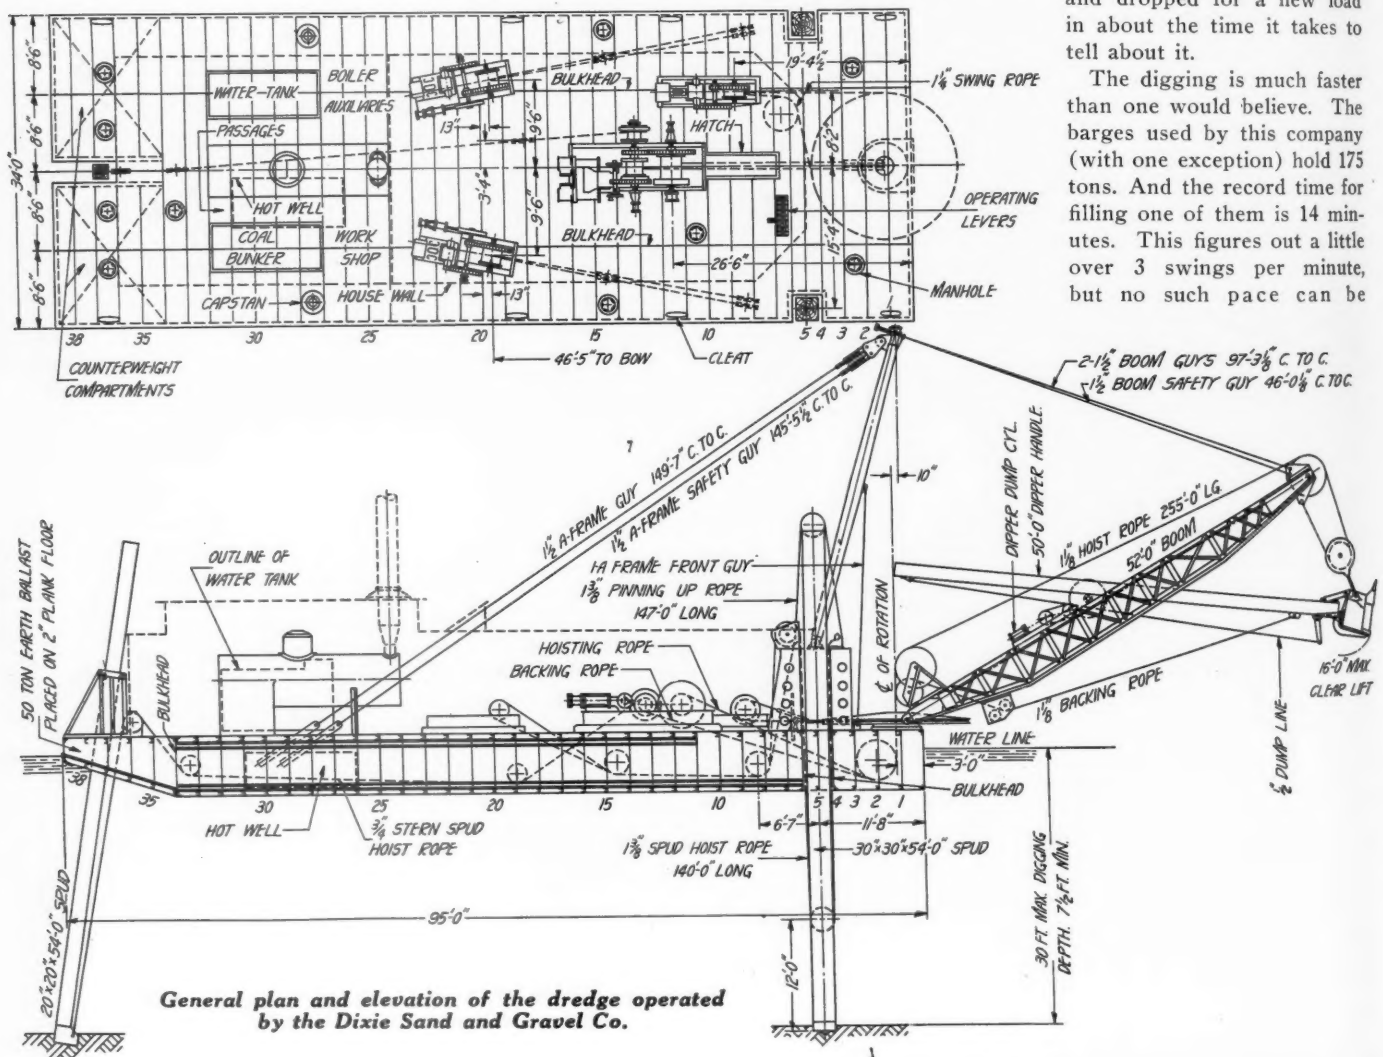 and dropped for a new load
in about the time it takes to
tell about it.
The digging is much faster
than one would believe. The
barges used by this company
(with one exception) hold 175
tons. And the record time for
filling one of them is 14 min-
utes. This figures out a little
over 3 swings per minute,
but no such pace can be
34'-0"
8'-6"
8'-6"
8'-6"
8'-6"
WATER-TANK
BOILER
AUXILIARIES
PASSAGES
HOT WELL
COAL
BUNKER
WORK
SHOP
CAPSTAN
HOUSE WALL
BULKHEAD
BULKHEAD
13"
13"
3'-4"
9'-6"
9'-6"
HATCH
19'-4½"
8'-2"
15'-4"
26'-6"
1¼" SWING ROPE
OPERATING
LEVERS
MANHOLE
CLEAT
38 35 30 25 20 15 10 5 4 3 2 1
46'-5" TO BOW
COUNTERWEIGHT
COMPARTMENTS
2-1½" BOOM GUYS 97'-3⅛" C. TO C.
1½" BOOM SAFETY GUY 46'-0⅛" C. TO C.
1½" A-FRAME GUY 149'-7" C. TO C.
1½" A-FRAME SAFETY GUY 145'-5½" C. TO C.
10"
DIPPER DUMP CYL.
50'-0" DIPPER HANDLE.
1⅛" HOIST ROPE 255'-0" LG.
52'-0" BOOM
OUTLINE OF
WATER TANK
50 TON EARTH BALLAST
PLACED ON 2" PLANK FLOOR
BULKHEAD
1-A FRAME FRONT GUY
1⅜" PINNING UP ROPE
147'-0" LONG
HOISTING ROPE
BACKING ROPE
℄ OF ROTATION
1⅛" BACKING ROPE
16'-0" MAX.
CLEAR LIFT
½" DUMP LINE
WATER LINE
3'-0"
BULKHEAD
38 35 30 25 20 15 10 5 4 3 2 1
HOT WELL
¾" STERN SPUD
HOIST ROPE
6'-7"
11'-8"
1⅜" SPUD HOIST ROPE
140'-0" LONG
30"x30"x54'-0" SPUD
20"x20"x54'-0" SPUD
95'-0"
12'-0"
30 FT. MAX. DIGGING
DEPTH. 7½ FT. MIN.
General plan and elevation of the dredge operated
by the Dixie Sand and Gravel Co.